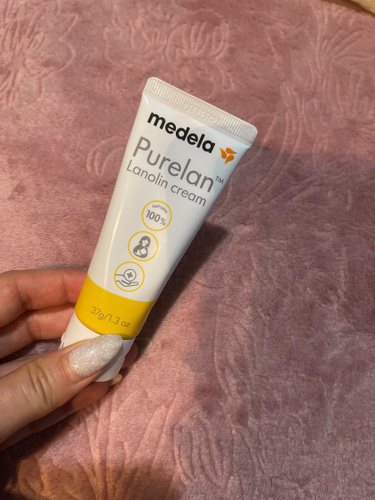 medela
Purelan™
Lanolin cream
100%
37g/1.3 oz